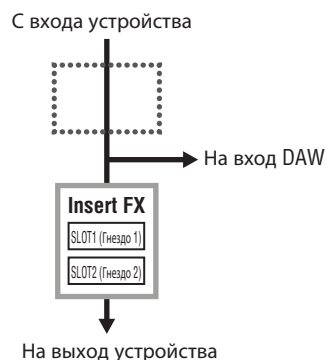 С входа устройства
На вход DAW
Insert FX
SLOT1 (Гнездо 1)
SLOT2 (Гнездо 2)
На выход устройства